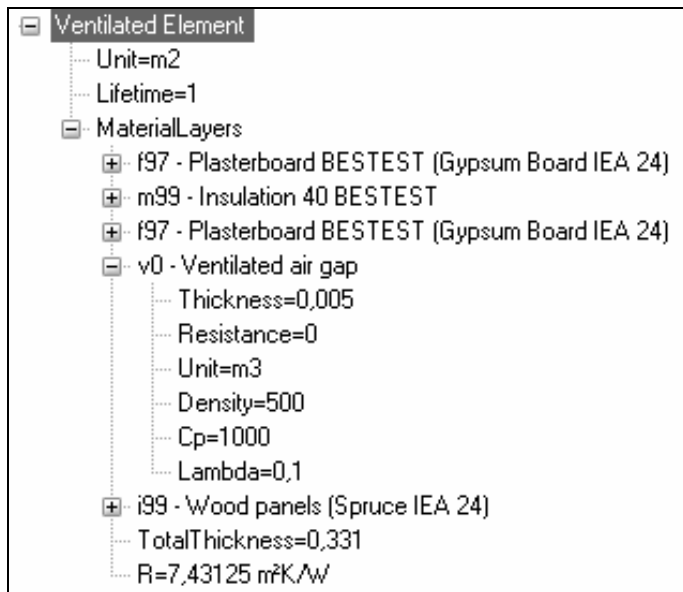 Ventilated Element
Unit=m2
Lifetime=1
MaterialLayers
f97 - Plasterboard BESTEST (Gypsum Board IEA 24)
m99 - Insulation 40 BESTEST
f97 - Plasterboard BESTEST (Gypsum Board IEA 24)
v0 - Ventilated air gap
Thickness=0,005
Resistance=0
Unit=m3
Density=500
Cp=1000
Lambda=0,1
i99 - Wood panels (Spruce IEA 24)
TotalThickness=0,331
R=7,43125 m²K/W